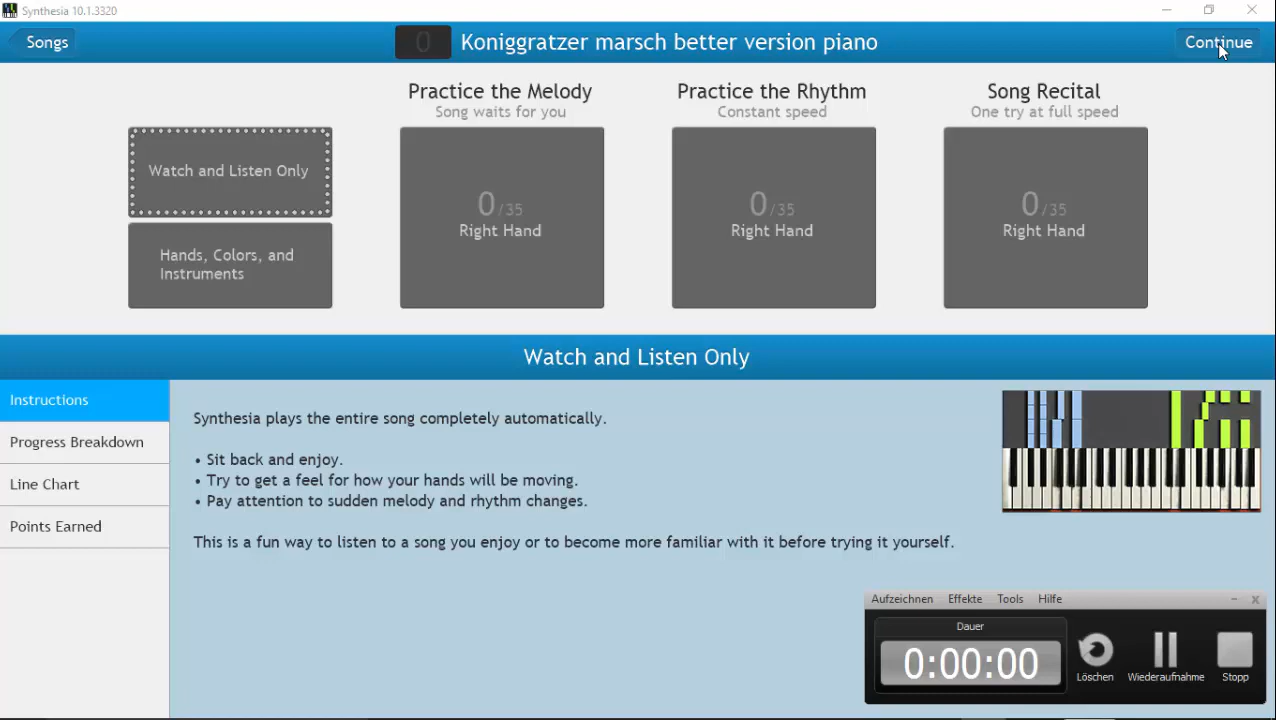 Synthesia 10.1.3320
Songs
0
Koniggratzer marsch better version piano
Continue
Practice the Melody
Song waits for you
Practice the Rhythm
Constant speed
Song Recital
One try at full speed
Watch and Listen Only
Hands, Colors, and
Instruments
0/35
Right Hand
0/35
Right Hand
0/35
Right Hand
Watch and Listen Only
Instructions
Progress Breakdown
Line Chart
Points Earned
Synthesia plays the entire song completely automatically.
• Sit back and enjoy.
• Try to get a feel for how your hands will be moving.
• Pay attention to sudden melody and rhythm changes.
This is a fun way to listen to a song you enjoy or to become more familiar with it before trying it yourself.
Aufzeichnen Effekte Tools Hilfe
Dauer
0:00:00
Löschen
Wiederaufnahme
Stopp